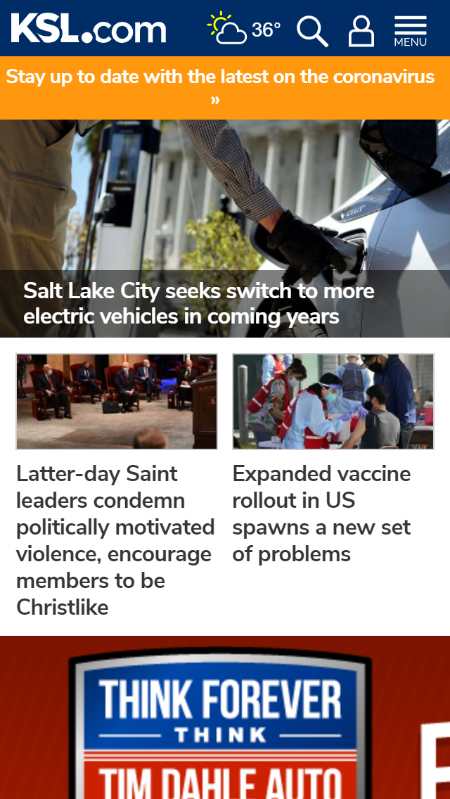 KSL.com
36°
MENU
Stay up to date with the latest on the coronavirus
»
Salt Lake City seeks switch to more
electric vehicles in coming years
Latter-day Saint
leaders condemn
politically motivated
violence, encourage
members to be
Christlike
Expanded vaccine
rollout in US
spawns a new set
of problems
THINK FOREVER
THINK
TIM DAHLE AUTO